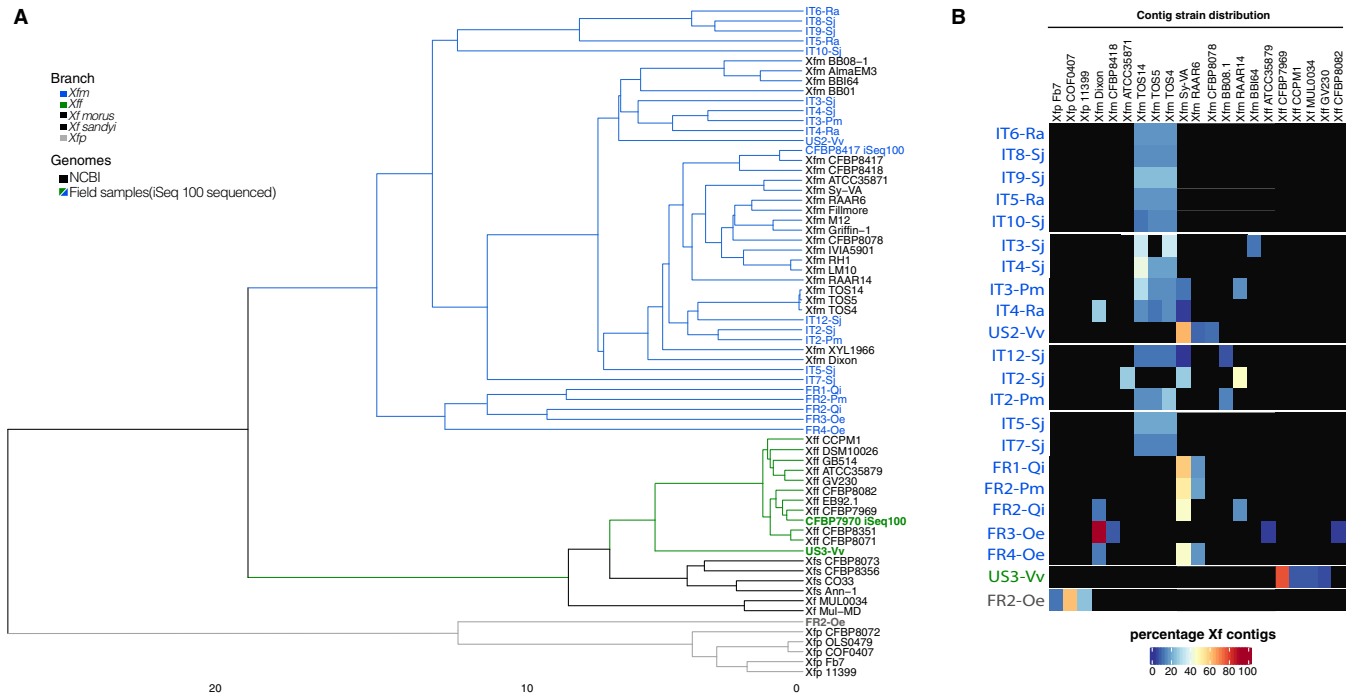 A
Branch
Xfm
Xff
Xf morus
Xf sandyi
Xfp
Genomes
NCBI
Field samples(iSeq 100 sequenced)
IT6-Ra
IT8-Sj
IT9-Sj
IT5-Ra
IT10-Sj
Xfm BB08-1
Xfm AlmaEM3
Xfm BBI64
Xfm BB01
IT3-Sj
IT4-Sj
IT3-Pm
IT4-Ra
US2-Vv
CFBP8417 iSeq100
Xfm CFBP8417
Xfm CFBP8418
Xfm ATCC35871
Xfm Sy-VA
Xfm RAAR6
Xfm Fillmore
Xfm M12
Xfm Griffin-1
Xfm CFBP8078
Xfm IVIA5901
Xfm RH1
Xfm LM10
Xfm RAAR14
Xfm TOS14
Xfm TOS5
Xfm TOS4
IT12-Sj
IT2-Sj
IT2-Pm
Xfm XYL1966
Xfm Dixon
IT5-Sj
IT7-Sj
FR1-Qi
FR2-Pm
FR2-Qi
FR3-Oe
FR4-Oe
Xff CCPM1
Xff DSM10026
Xff GB514
Xff ATCC35879
Xff GV230
Xff CFBP8082
Xff EB92.1
Xff CFBP7969
CFBP7970 iSeq100
Xff CFBP8351
Xff CFBP8071
US3-Vv
Xfs CFBP8073
Xfs CFBP8356
Xfs CO33
Xfs Ann-1
Xf MUL0034
Xf Mul-MD
FR2-Oe
Xfp CFBP8072
Xfp OLS0479
Xfp COF0407
Xfp Fb7
Xfp 11399
20 10 0
B
Contig strain distribution
Xfp Fb7
Xfp COF0407
Xfp 11399
Xfm Dixon
Xfm CFBP8418
Xfm ATCC35871
Xfm TOS14
Xfm TOS5
Xfm TOS4
Xfm Sy-VA
Xfm RAAR6
Xfm CFBP8078
Xfm BB08.1
Xfm RAAR14
Xfm BBI64
Xff ATCC35879
Xff CFBP7969
Xff CCPM1
Xff MUL0034
Xff GV230
Xff CFBP8082
IT6-Ra
IT8-Sj
IT9-Sj
IT5-Ra
IT10-Sj
IT3-Sj
IT4-Sj
IT3-Pm
IT4-Ra
US2-Vv
IT12-Sj
IT2-Sj
IT2-Pm
IT5-Sj
IT7-Sj
FR1-Qi
FR2-Pm
FR2-Qi
FR3-Oe
FR4-Oe
US3-Vv
FR2-Oe
percentage Xf contigs
0 20 40 60 80 100